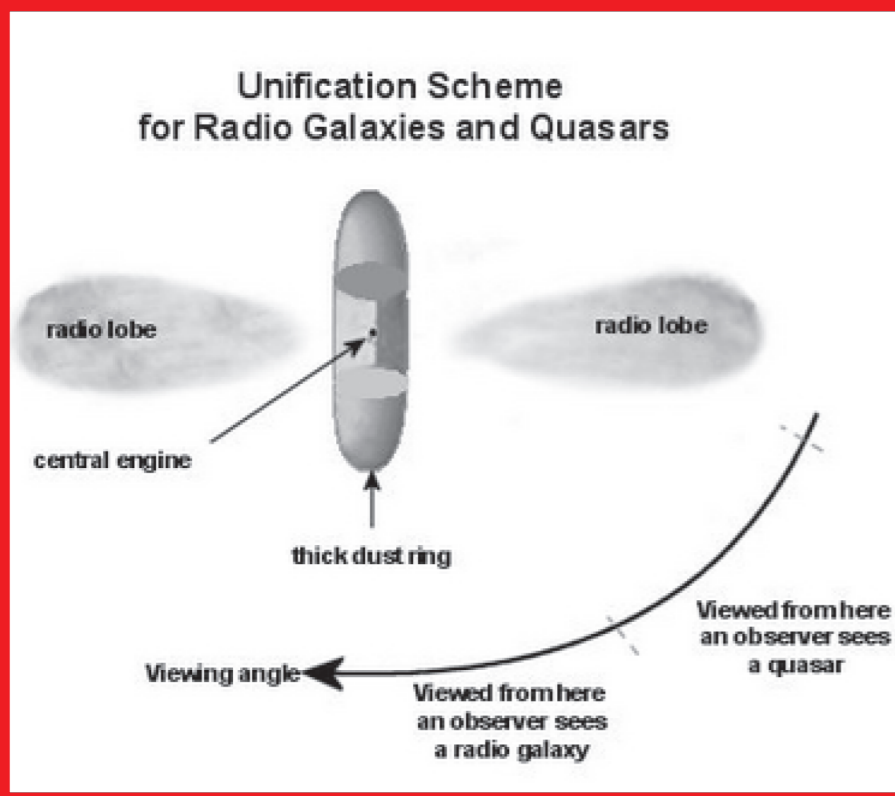 Unification Scheme
for Radio Galaxies and Quasars
radio lobe
radio lobe
central engine
thick dust ring
Viewed from here
an observer sees
a quasar
Viewing angle
Viewed from here
an observer sees
a radio galaxy